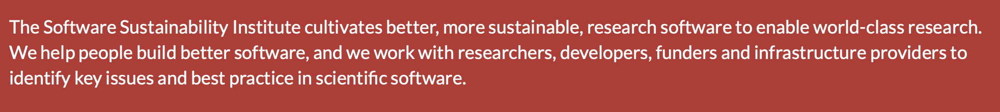 The Software Sustainability Institute cultivates better, more sustainable, research software to enable world-class research.
We help people build better software, and we work with researchers, developers, funders and infrastructure providers to
identify key issues and best practice in scientific software.